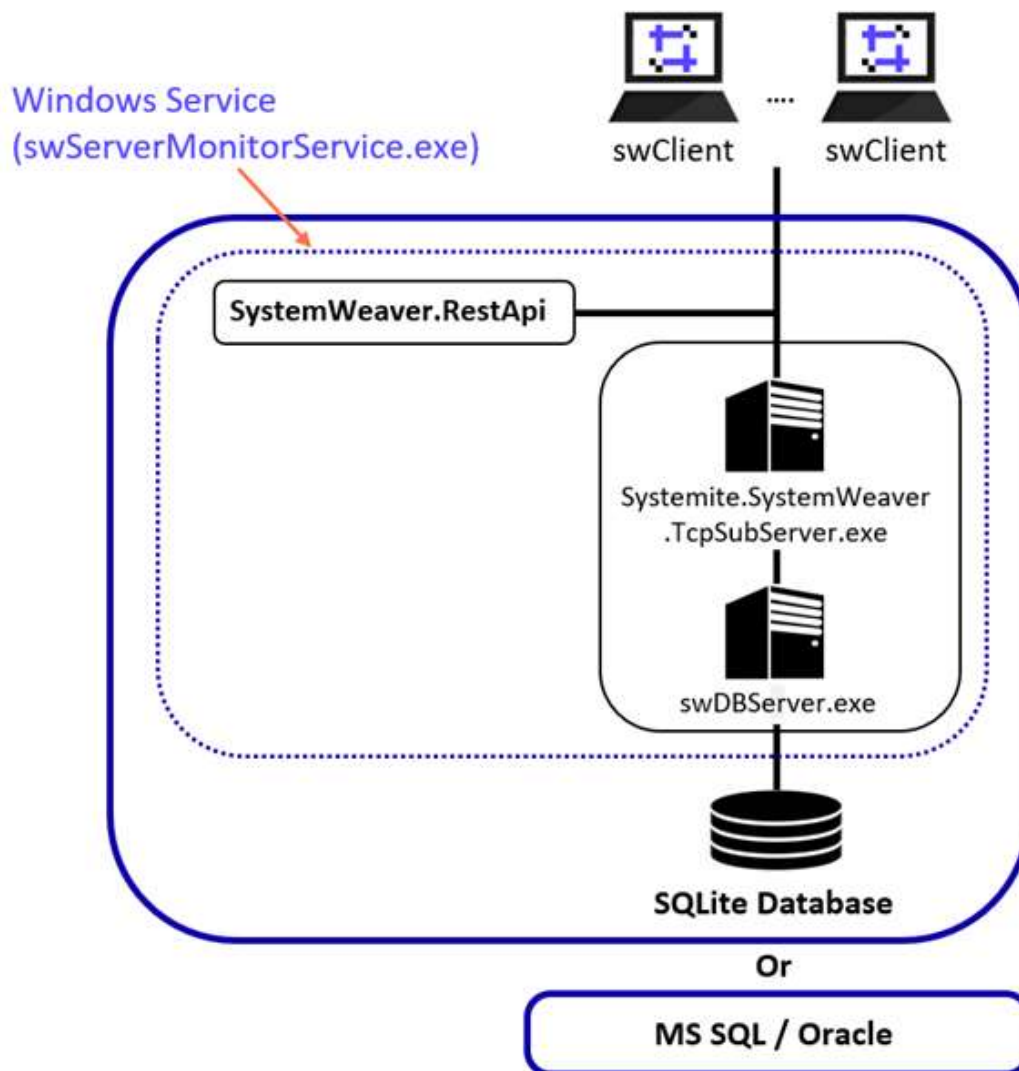 Windows Service
(swServerMonitorService.exe)
....
swClient
swClient
SystemWeaver.RestApi
Systemite.SystemWeaver
.TcpSubServer.exe
swDBServer.exe
SQLite Database
Or
MS SQL / Oracle